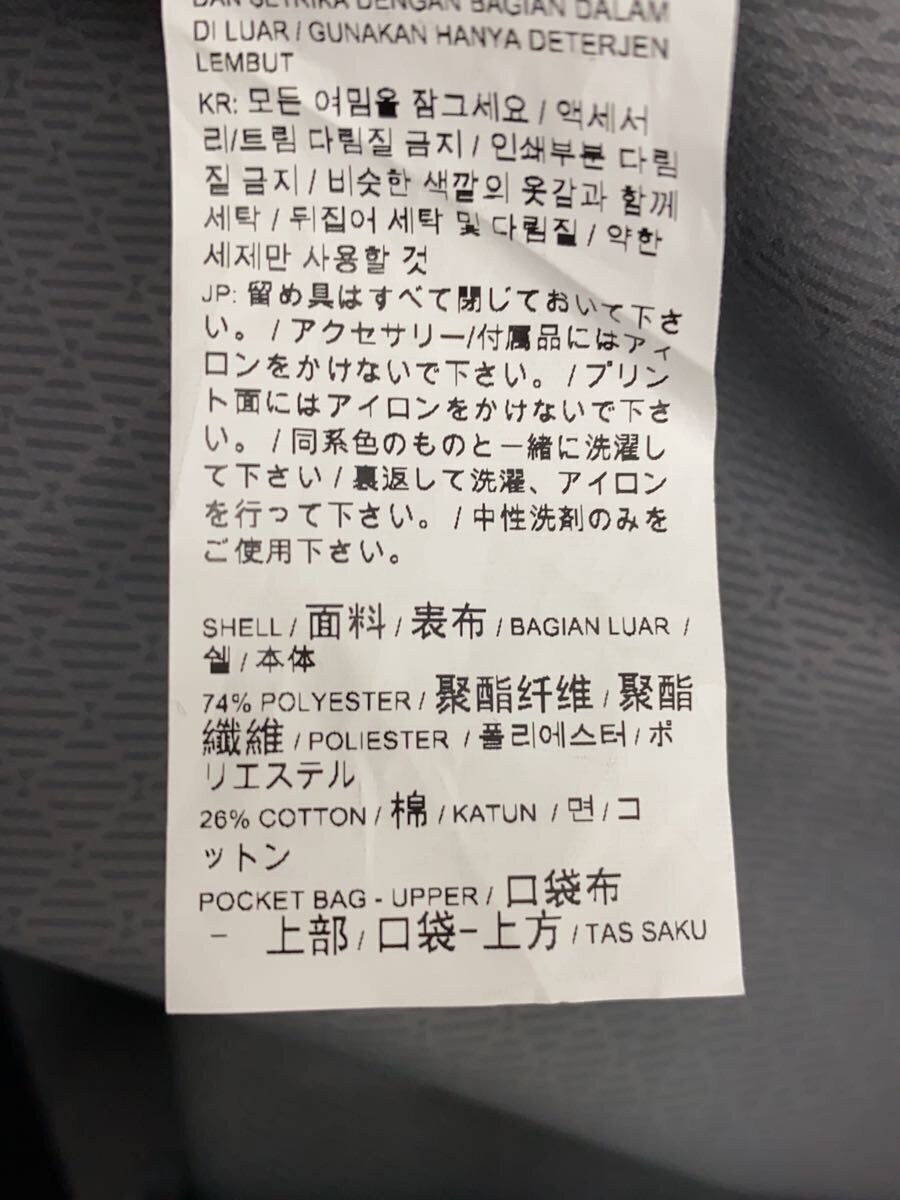 DAN SETRIKA DENGAN BAGIAN DALAM
DI LUAR / GUNAKAN HANYA DETERJEN
LEMBUT
KR: 모든 여밈을 잠그세요 / 액세서
리/트림 다림질 금지 / 인쇄부분 다림
질 금지 / 비슷한 색깔의 옷감과 함께
세탁 / 뒤집어 세탁 및 다림질 / 약한
세제만 사용할 것
JP: 留め具はすべて閉じておいて下さ
い。 / アクセサリー/付属品にはアィ
ロンをかけないで下さい。 / プリン
ト面にはアイロンをかけないで下さ
い。 / 同系色のものと一緒に洗濯し
て下さい / 裏返して洗濯、アイロン
を行って下さい。 / 中性洗剤のみを
ご使用下さい。
SHELL / 面料 / 表布 / BAGIAN LUAR /
쉘 / 本体
74% POLYESTER / 聚酯纤维 / 聚酯
纖維 / POLIESTER / 폴리에스터 / ポ
リエステル
26% COTTON / 棉 / KATUN / 면 / コ
ットン
POCKET BAG - UPPER / 口袋布
- 上部 / 口袋-上方 / TAS SAKU